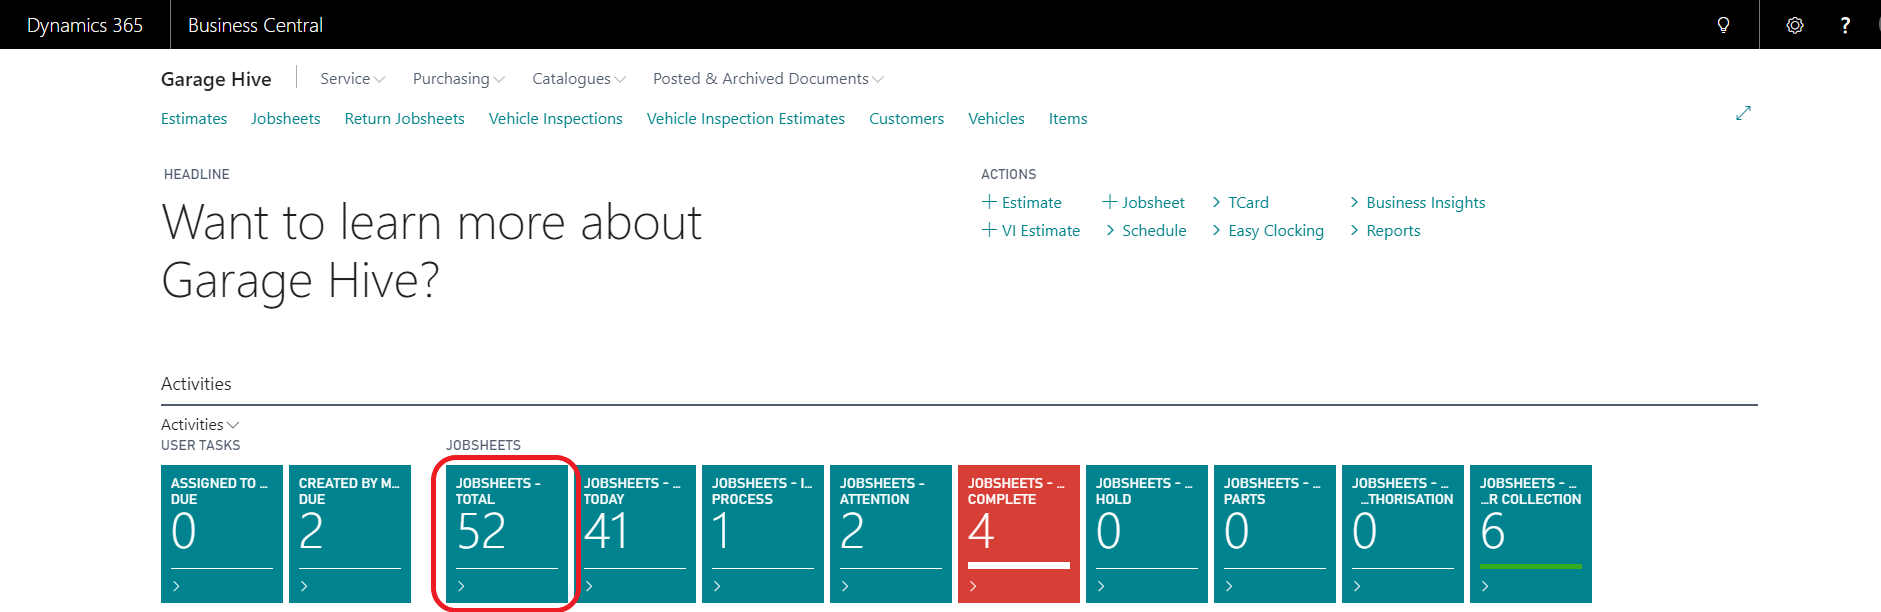 Dynamics 365 Business Central ?
Garage Hive Service Purchasing Catalogues Posted & Archived Documents
Estimates Jobsheets Return Jobsheets Vehicle Inspections Vehicle Inspection Estimates Customers Vehicles Items
HEADLINE
Want to learn more about
Garage Hive?
ACTIONS
+ Estimate + Jobsheet > TCard > Business Insights
+ VI Estimate > Schedule > Easy Clocking > Reports
Activities
Activities
USER TASKS
ASSIGNED TO ...
DUE
0
CREATED BY M...
DUE
2
JOBSHEETS
JOBSHEETS -
TOTAL
52
JOBSHEETS - ...
TODAY
41
JOBSHEETS - I...
PROCESS
1
JOBSHEETS -
ATTENTION
2
JOBSHEETS - ...
COMPLETE
4
JOBSHEETS - ...
HOLD
0
JOBSHEETS - ...
PARTS
0
JOBSHEETS - ...
...THORISATION
0
JOBSHEETS - ...
...R COLLECTION
6